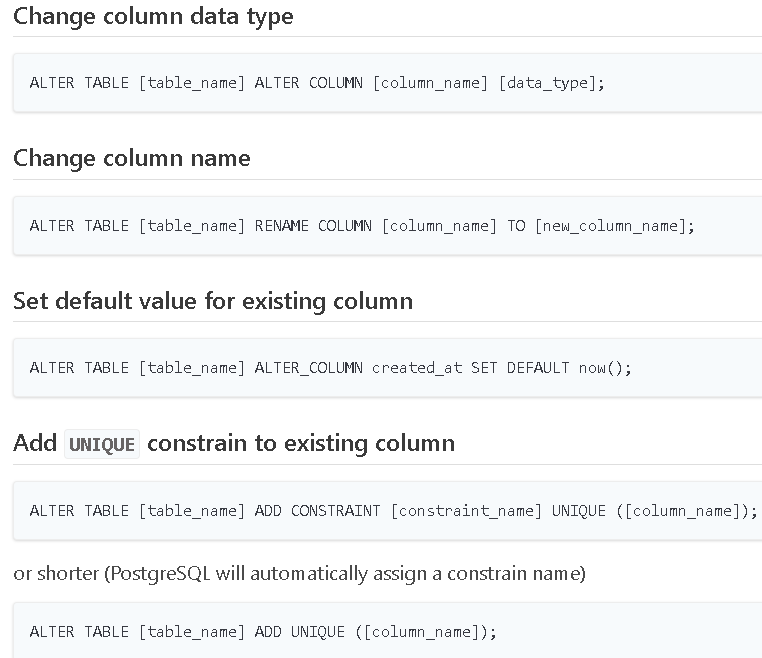 Change column data type
ALTER TABLE [table_name] ALTER COLUMN [column_name] [data_type];
Change column name
ALTER TABLE [table_name] RENAME COLUMN [column_name] TO [new_column_name];
Set default value for existing column
ALTER TABLE [table_name] ALTER_COLUMN created_at SET DEFAULT now();
Add UNIQUE constrain to existing column
ALTER TABLE [table_name] ADD CONSTRAINT [constraint_name] UNIQUE ([column_name]);
or shorter (PostgreSQL will automatically assign a constrain name)
ALTER TABLE [table_name] ADD UNIQUE ([column_name]);